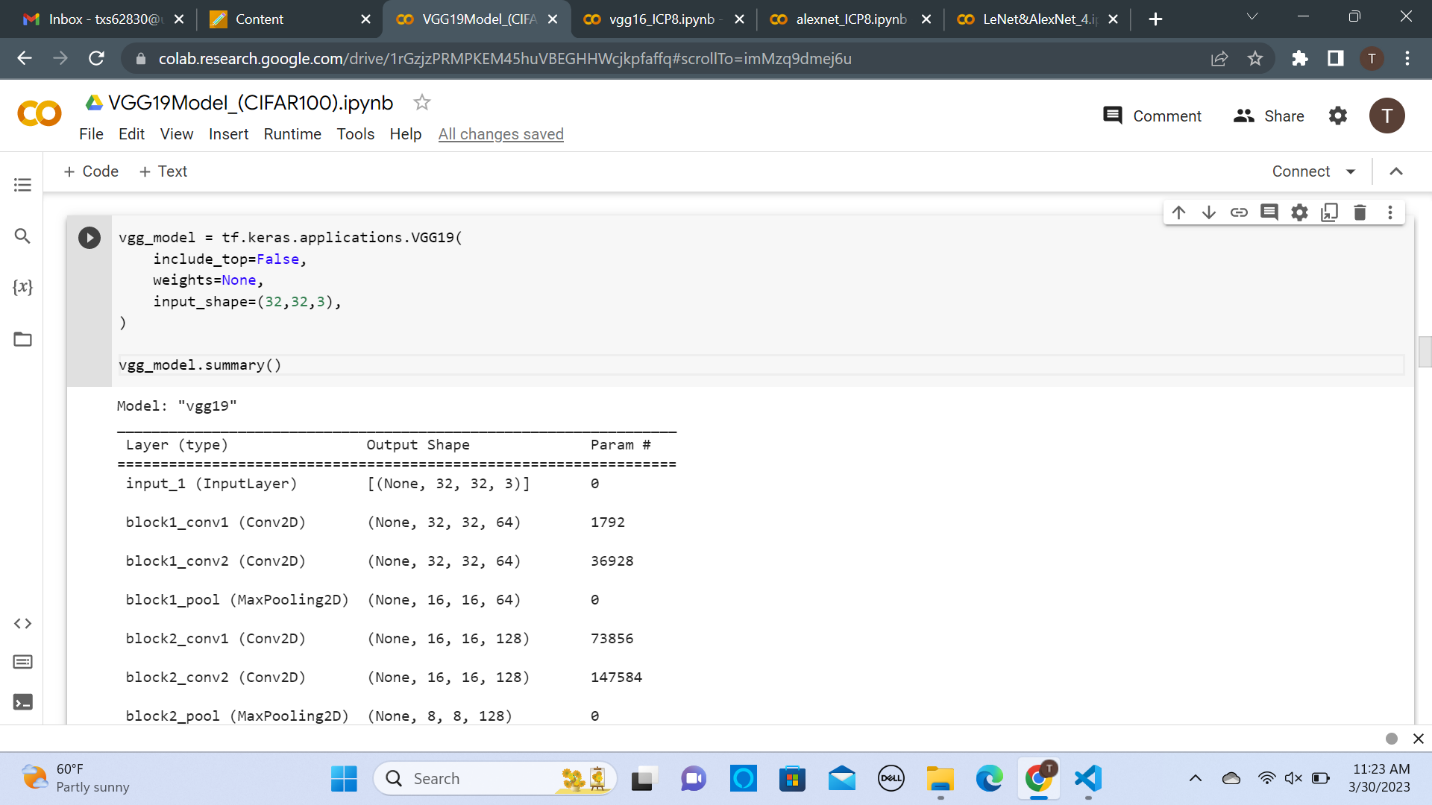 Inbox - txs62830@u
Content
VGG19Model_(CIFA
vgg16_ICP8.ipynb -
alexnet_ICP8.ipynb
LeNet&AlexNet_4.i
colab.research.google.com/drive/1rGzjzPRMPKEM45huVBEGHHWcjkpfaffq#scrollTo=imMzq9dmej6u
T
VGG19Model_(CIFAR100).ipynb
Comment
Share
T
File Edit View Insert Runtime Tools Help All changes saved
+ Code + Text
Connect
{x}
vgg_model = tf.keras.applications.VGG19(
    include_top=False,
    weights=None,
    input_shape=(32,32,3),
)
vgg_model.summary()
Model: "vgg19"
Layer (type) Output Shape Param #
input_1 (InputLayer) [(None, 32, 32, 3)] 0
block1_conv1 (Conv2D) (None, 32, 32, 64) 1792
block1_conv2 (Conv2D) (None, 32, 32, 64) 36928
block1_pool (MaxPooling2D) (None, 16, 16, 64) 0
block2_conv1 (Conv2D) (None, 16, 16, 128) 73856
block2_conv2 (Conv2D) (None, 16, 16, 128) 147584
block2_pool (MaxPooling2D) (None, 8, 8, 128) 0
60°F
Partly sunny
Search
DELL
T
11:23 AM
3/30/2023